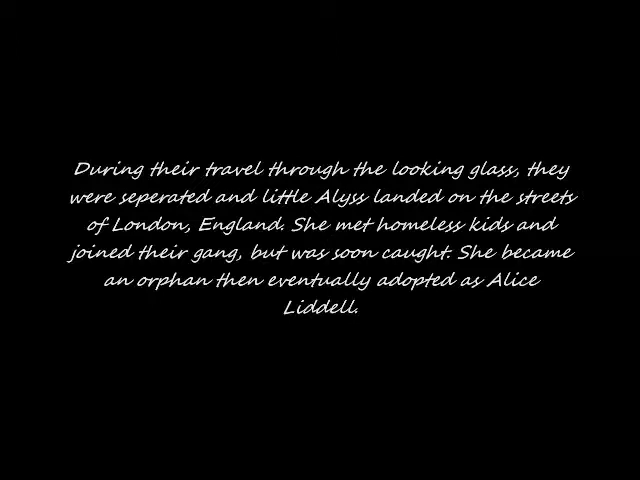 During their travel through the looking glass, they
were seperated and little Alyss landed on the streets
of London, England. She met homeless kids and
joined their gang, but was soon caught. She became
an orphan then eventually adopted as Alice
Liddell.